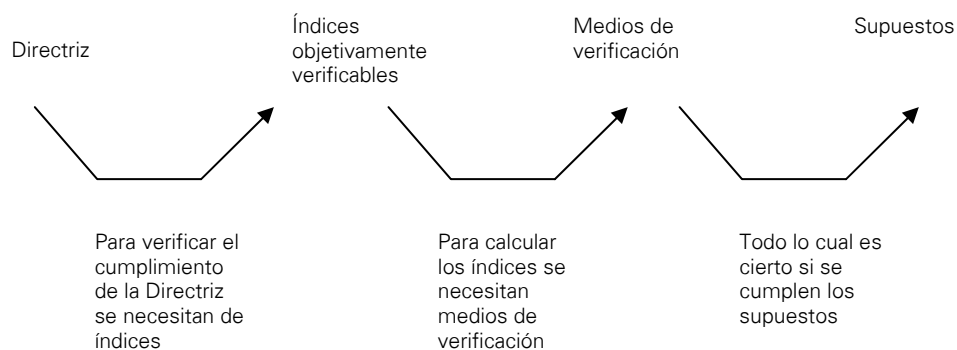 Directriz
Índices
objetivamente
verificables
Medios de
verificación
Supuestos
Para verificar el
cumplimiento
de la Directriz
se necesitan de
índices
Para calcular
los índices se
necesitan
medios de
verificación
Todo lo cual es
cierto si se
cumplen los
supuestos